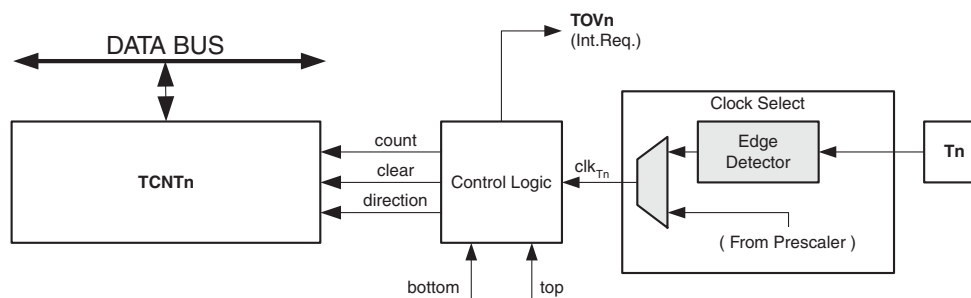 TOVn
(Int.Req.)
DATA BUS
Clock Select
count
Edge
Detector
Tn
TCNTn
clear
Control Logic
clkTn
direction
( From Prescaler )
bottom
top